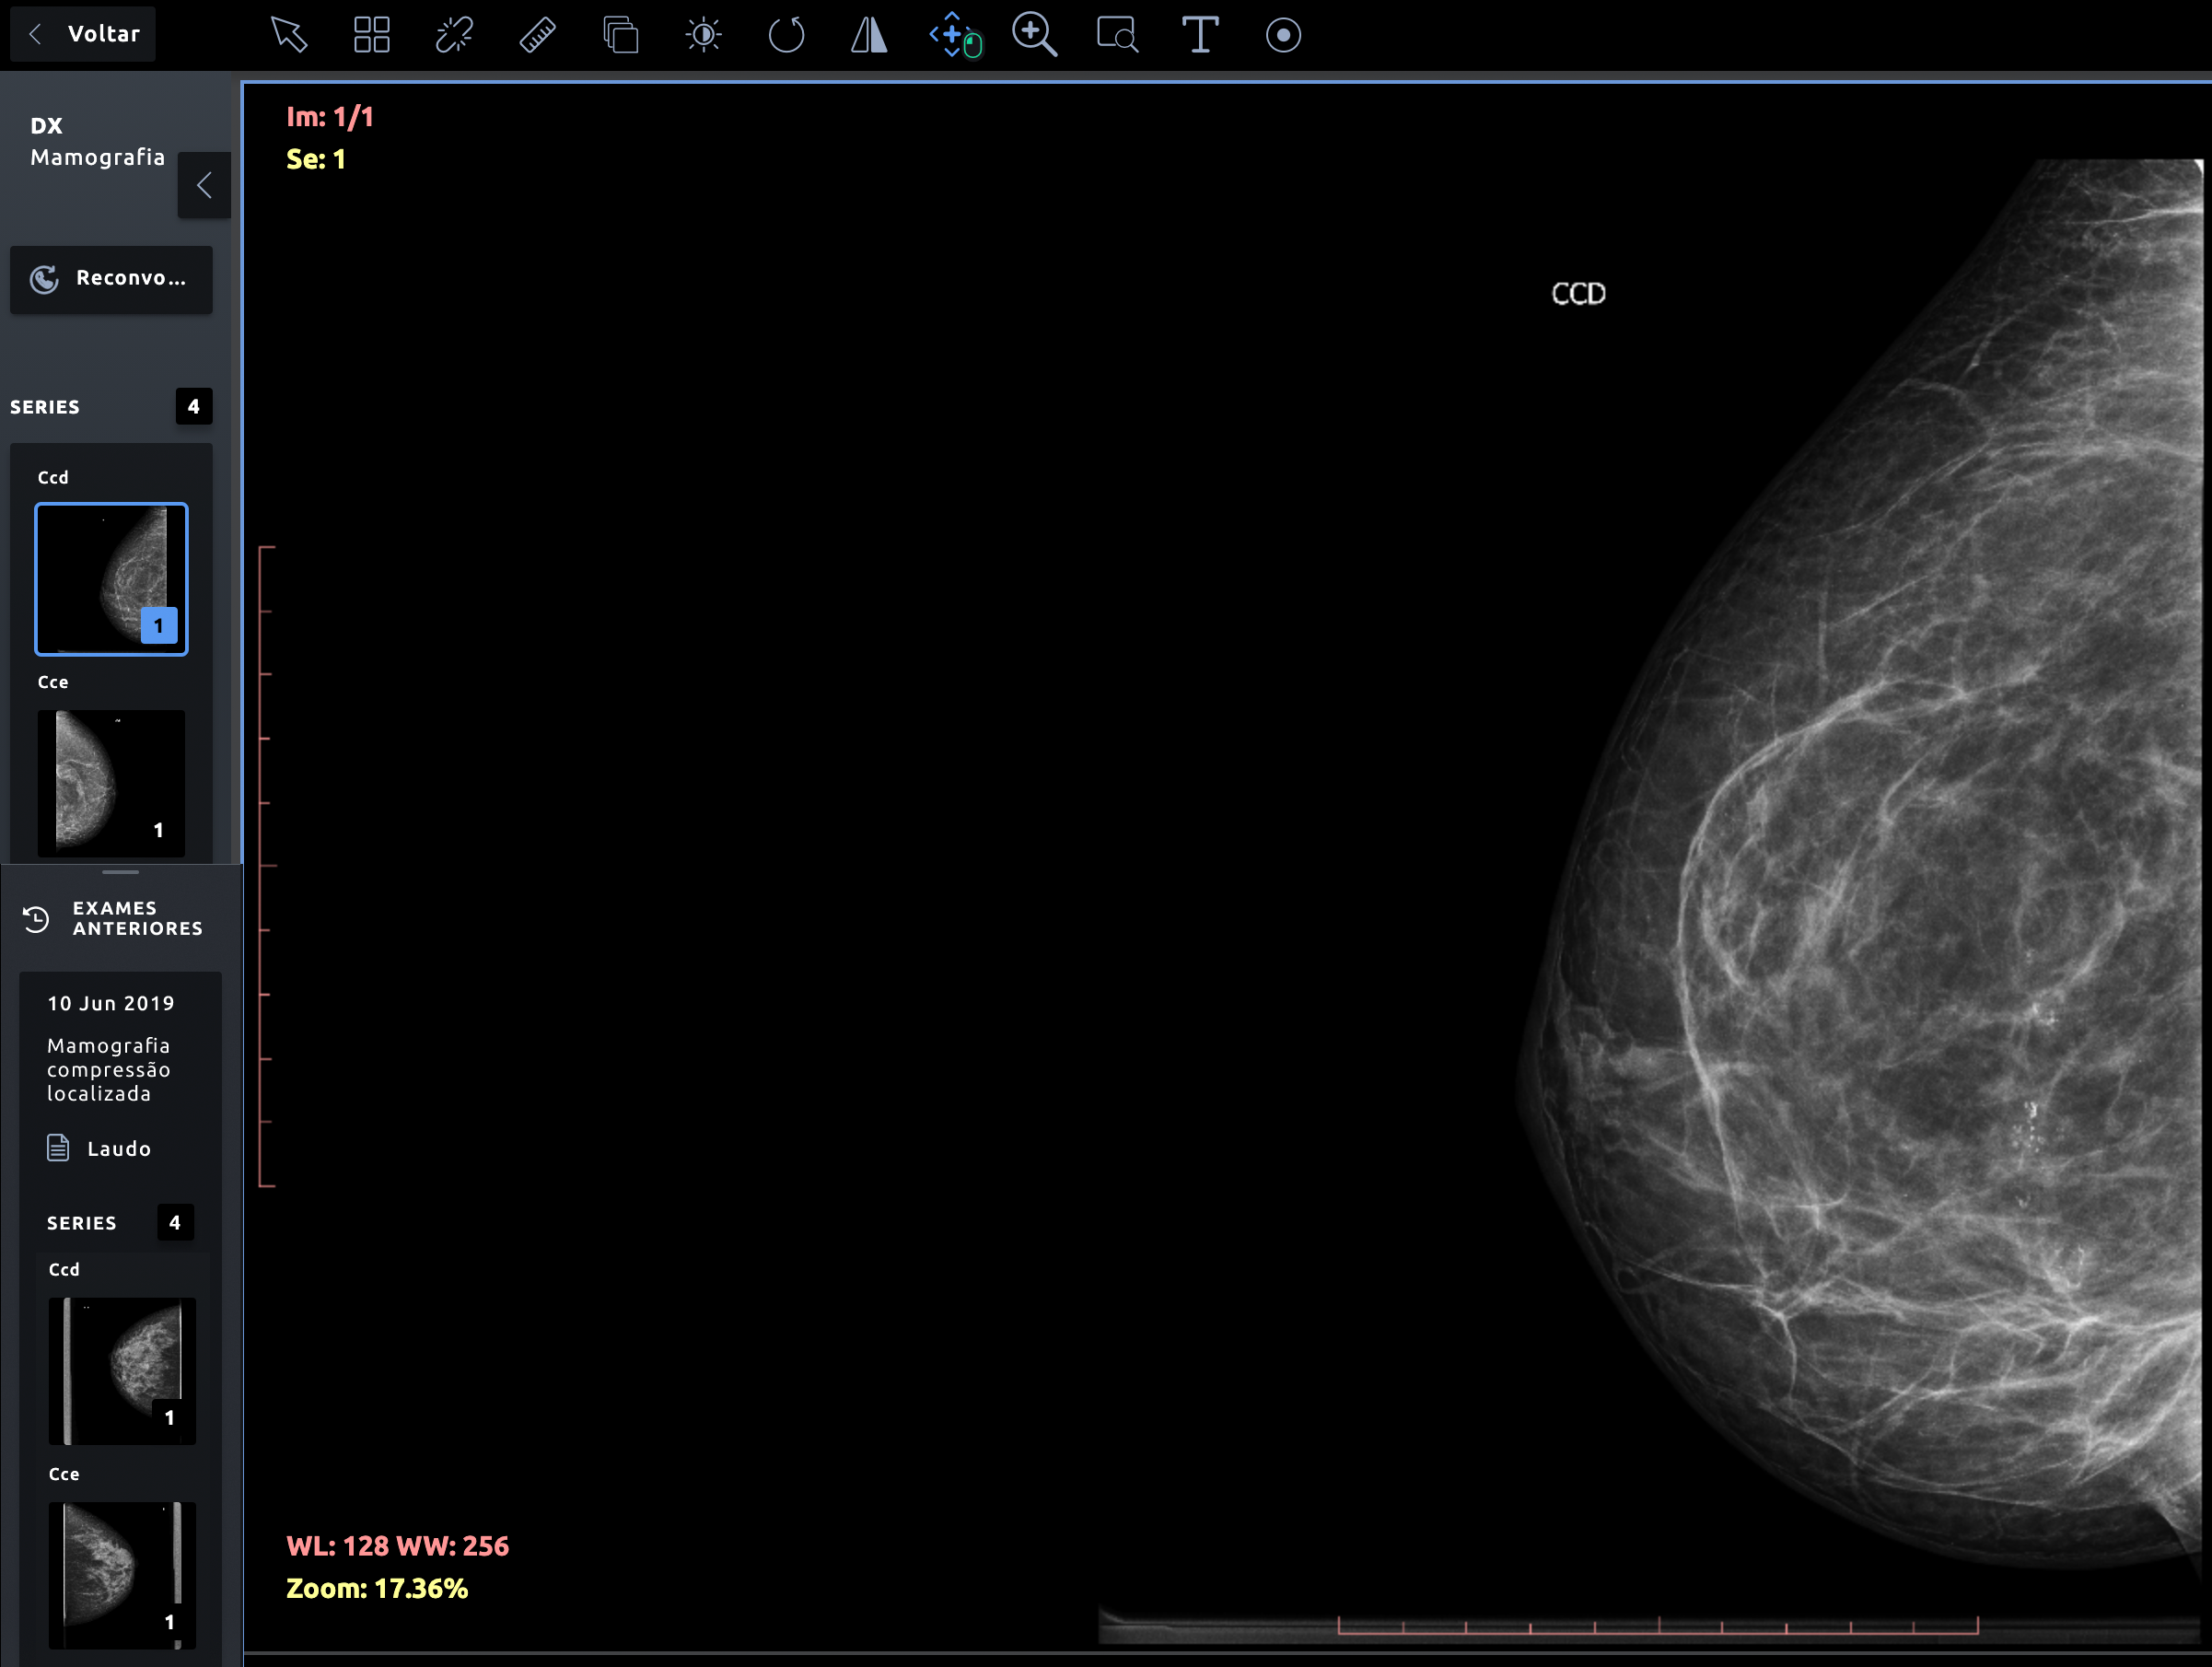 Voltar
DX
Mamografia
Reconvo...
SERIES 4
Ccd
1
Cce
1
EXAMES
ANTERIORES
10 Jun 2019
Mamografia
compressão
localizada
Laudo
SERIES 4
Ccd
1
Cce
1
Im: 1/1
Se: 1
CCD
WL: 128 WW: 256
Zoom: 17.36%